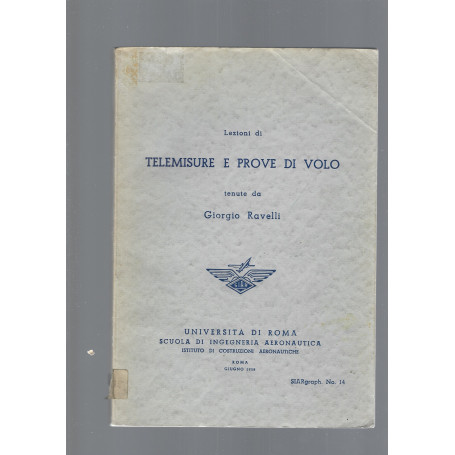 Lezioni di
TELEMISURE E PROVE DI VOLO
tenute da
Giorgio Ravelli
UNIVERSITÀ DI ROMA
SCUOLA DI INGEGNERIA AERONAUTICA
ISTITUTO DI COSTRUZIONI AERONAUTICHE
ROMA
GIUGNO
SIARgraph. No. 14